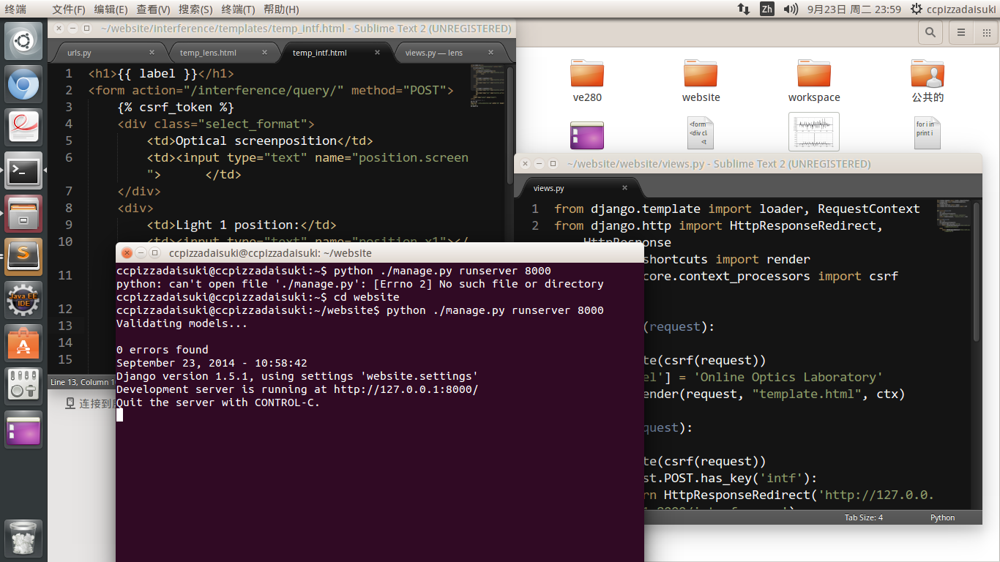 终端 文件(F) 编辑(E) 查看(V) 搜索(S) 终端(T) 帮助(H) Zh 9月23日 周二 23:59 ccpizzadaisuki
~/website/interference/templates/temp_intf.html - Sublime Text 2 (UNREGISTERED)
urls.py temp_lens.html temp_intf.html views.py — lens
1 <h1>{{ label }}</h1>
2 <form action="/interference/query/" method="POST">
3 {% csrf_token %}
4 <div class="select_format">
5 <td>Optical screenposition</td>
6 <td><input type="text" name="position.screen
"> </td>
7 </div>
8 <div>
9 <td>Light 1 position:</td>
10 <td><input type="text" name="position_x1"></
11
12
13
14
15
Line 13, Column
连接到
ve280 website workspace 公共的
<form
<div cl
<t
for i in
print i
~/website/website/views.py - Sublime Text 2 (UNREGISTERED)
views.py
1 from django.template import loader, RequestContext
2 from django.http import HttpResponseRedirect,
HttpResponse
shortcuts import render
core.context_processors import csrf
(request):
te(csrf(request))
el'] = 'Online Optics Laboratory'
ender(request, "template.html", ctx)
quest):
te(csrf(request))
st.POST.has_key('intf'):
rn HttpResponseRedirect('http://127.0.0.
Tab Size: 4 Python
ccpizzadaisuki@ccpizzadaisuki: ~/website
ccpizzadaisuki@ccpizzadaisuki:~$ python ./manage.py runserver 8000
python: can't open file './manage.py': [Errno 2] No such file or directory
ccpizzadaisuki@ccpizzadaisuki:~$ cd website
ccpizzadaisuki@ccpizzadaisuki:~/website$ python ./manage.py runserver 8000
Validating models...
0 errors found
September 23, 2014 - 10:58:42
Django version 1.5.1, using settings 'website.settings'
Development server is running at http://127.0.0.1:8000/
Quit the server with CONTROL-C.
Java EE
IDE